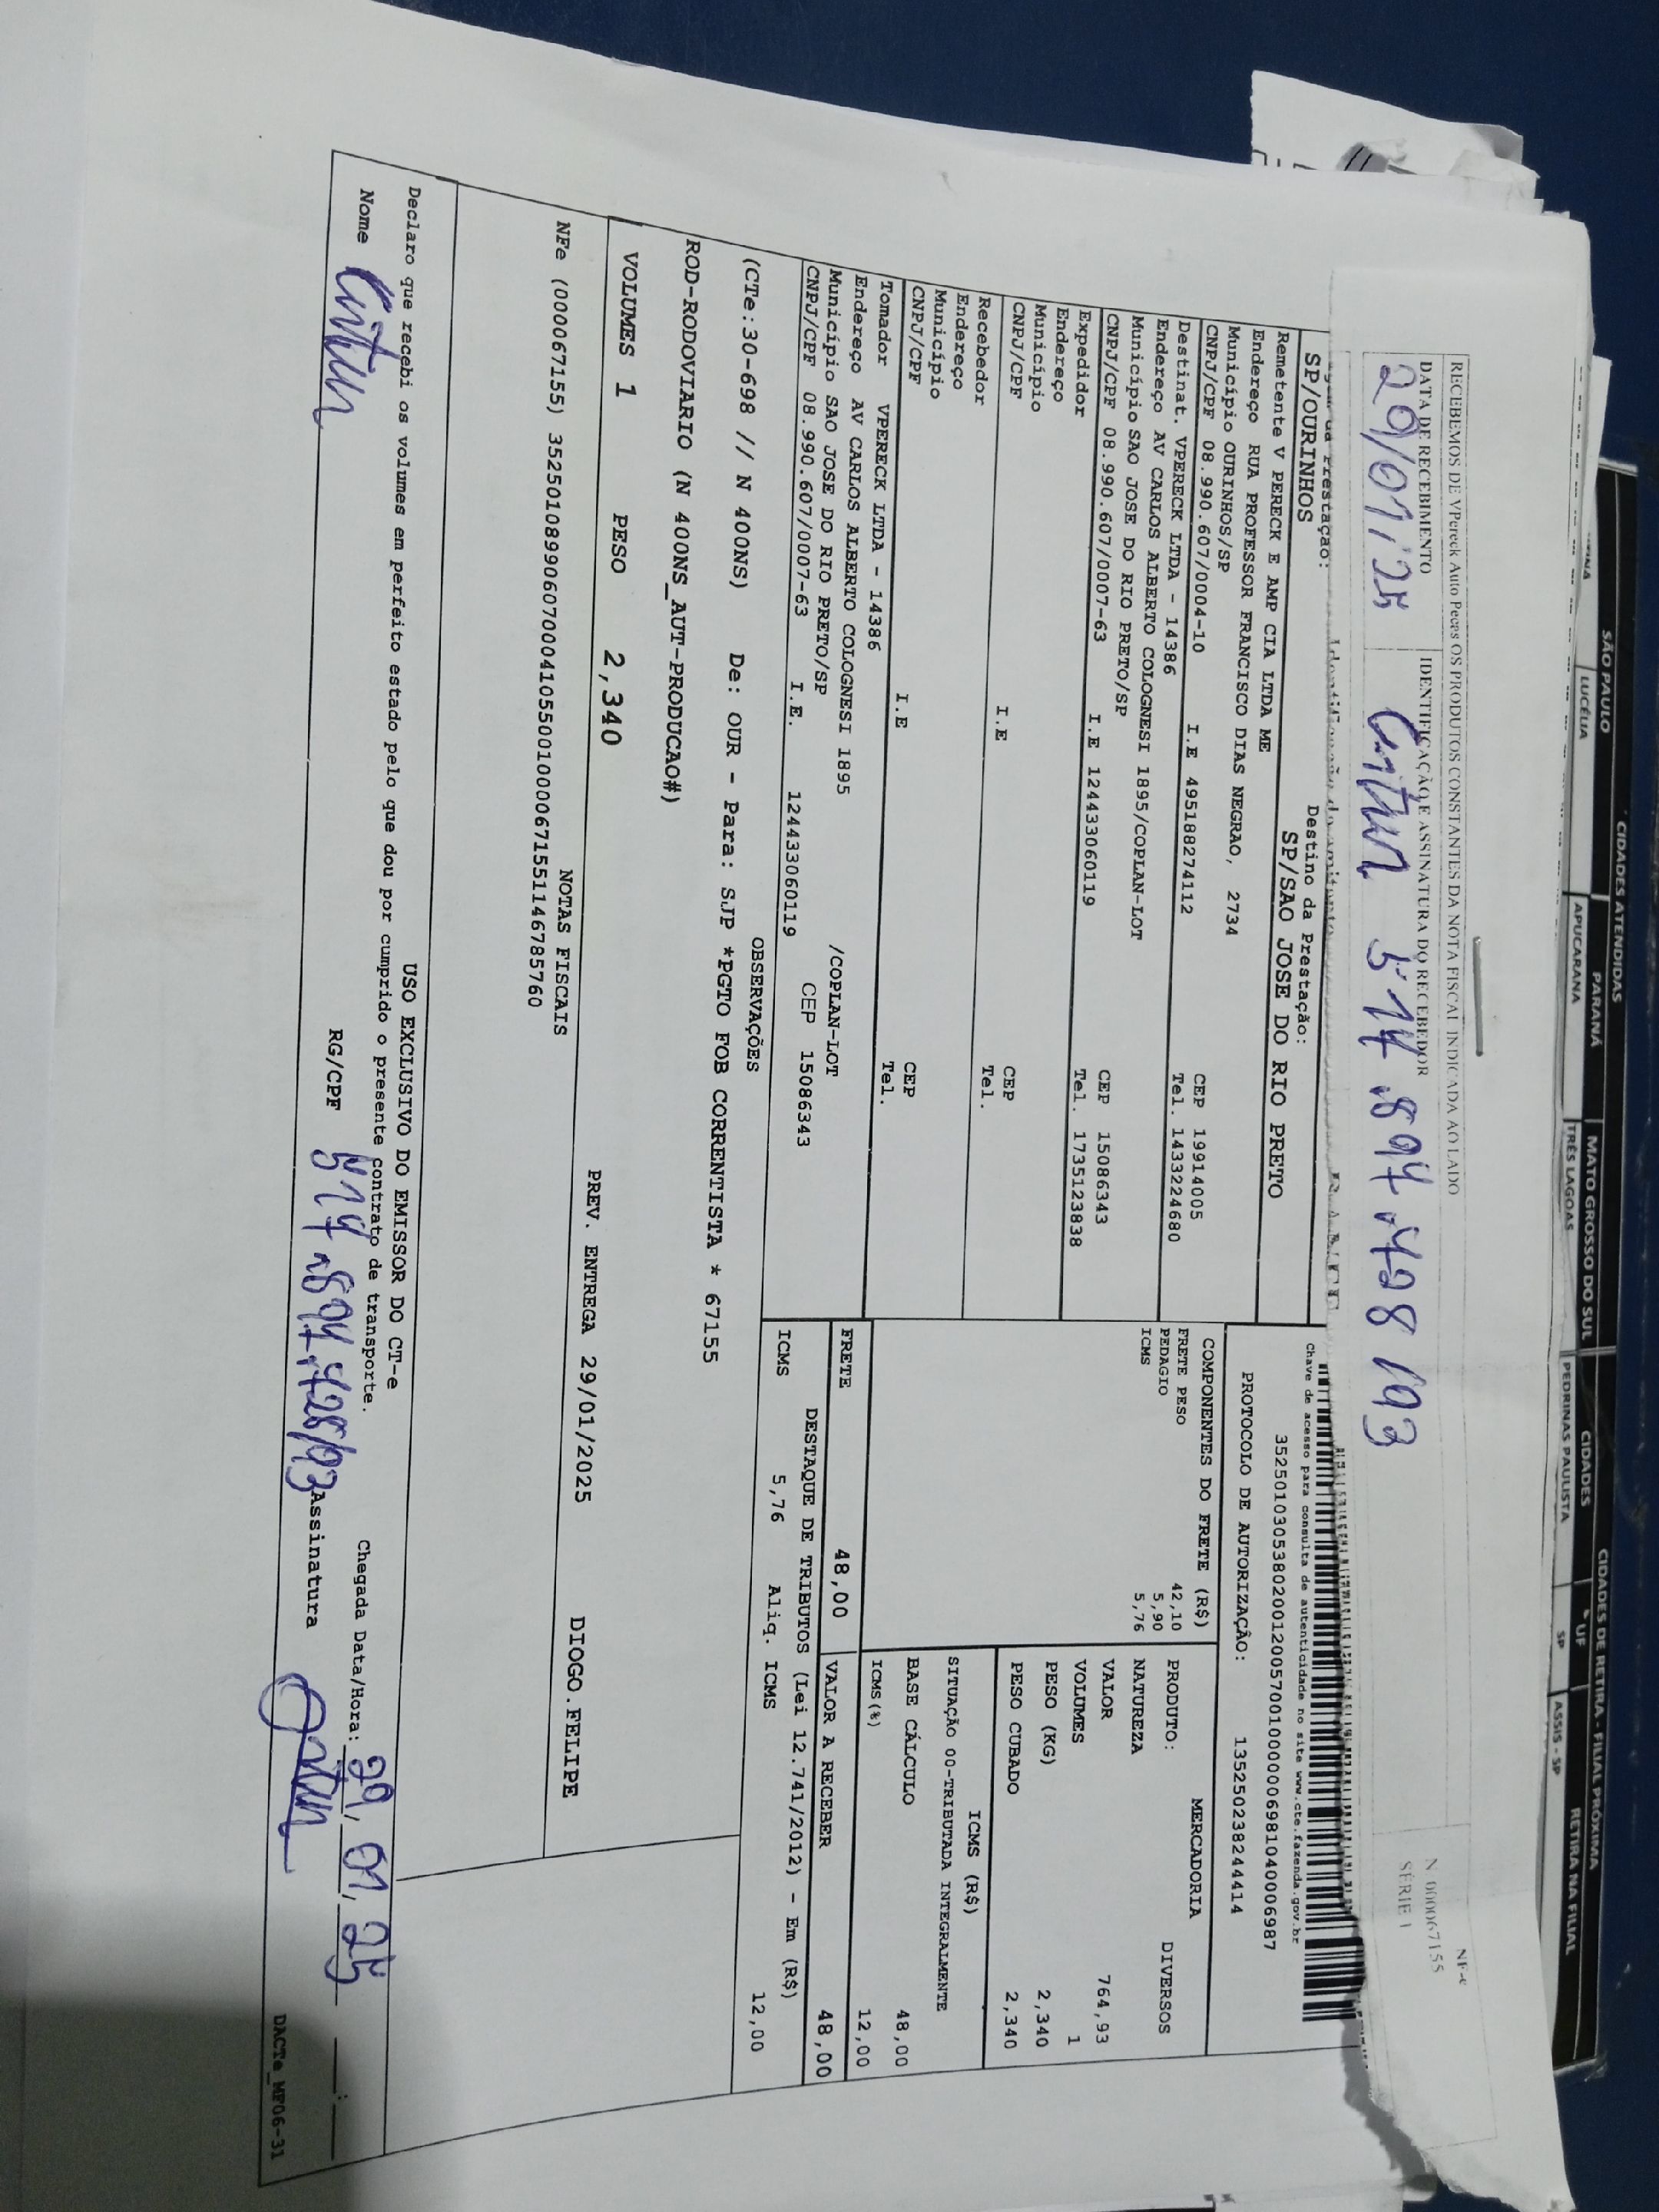 CIDADES ATENDIDAS
CIDADES DE RETIRA - FILIAL PRÓXIMA
SÃO PAULO PARANÁ MATO GROSSO DO SUL CIDADES UF RETIRA NA FILIAL
LUCÉLIA APUCARANA TRÊS LAGOAS PEDRINAS PAULISTA SP ASSIS - SP
RECEBEMOS DE VPereck Auto Peças OS PRODUTOS CONSTANTES DA NOTA FISCAL INDICADA AO LADO
NF-e
DATA DE RECEBIMENTO IDENTIFICAÇÃO E ASSINATURA DO RECEBEDOR
N 000067155
SÉRIE 1
29/01/25
SP/OURINHOS
Destino da Prestação:
SP/SAO JOSE DO RIO PRETO
Remetente V PERECK E AMP CIA LTDA ME
Endereço RUA PROFESSOR FRANCISCO DIAS NEGRAO, 2734
Município OURINHOS/SP CEP 19914005
CNPJ/CPF 08.990.607/0004-10 I.E 495188274112 Tel. 1433224680
Destinat. VPERECK LTDA - 14386
Endereço AV CARLOS ALBERTO COLOGNESI 1895/COPLAN-LOT
Município SAO JOSE DO RIO PRETO/SP CEP 15086343
CNPJ/CPF 08.990.607/0007-63 I.E 124433060119 Tel. 1735123838
Expedidor
Endereço
Município CEP
CNPJ/CPF I.E Tel.
Recebedor
Endereço
Município CEP
CNPJ/CPF I.E Tel.
Tomador VPERECK LTDA - 14386
Endereço AV CARLOS ALBERTO COLOGNESI 1895 /COPLAN-LOT
Município SAO JOSE DO RIO PRETO/SP
CNPJ/CPF 08.990.607/0007-63 I.E. 124433060119 CEP 15086343
Chave de acesso para consulta de autenticidade no site www.cte.fazenda.gov.br
35250103053802001200570010000006981040006987
PROTOCOLO DE AUTORIZAÇÃO: 135250238244414
COMPONENTES DO FRETE (R$)
FRETE PESO 42,10
PEDAGIO 5,90
ICMS 5,76
MERCADORIA
PRODUTO: DIVERSOS
NATUREZA
VALOR 764,93
VOLUMES 1
PESO (KG) 2,340
PESO CUBADO 2,340
ICMS (R$)
SITUAÇÃO 00-TRIBUTADA INTEGRALMENTE
BASE CÁLCULO 48,00
ICMS (%) 12,00
FRETE 48,00 VALOR A RECEBER 48,00
DESTAQUE DE TRIBUTOS (Lei 12.741/2012) - Em (R$)
ICMS 5,76 Aliq. ICMS 12,00
OBSERVAÇÕES
(CTe:30-698 // N 400NS) De: OUR - Para: SJP *PGTO FOB CORRENTISTA * 67155
ROD-RODOVIARIO (N 400NS_AUT-PRODUCAO#)
VOLUMES 1 PESO 2,340 PREV. ENTREGA 29/01/2025 DIOGO.FELIPE
NOTAS FISCAIS
NFe (000067155) 35250108990607000410550010000671551146785760
USO EXCLUSIVO DO EMISSOR DO CT-e
Declaro que recebi os volumes em perfeito estado pelo que dou por cumprido o presente contrato de transporte.
Chegada Data/Hora: 29, 01, 25 :
Nome RG/CPF Assinatura
DACTe_MF06-31